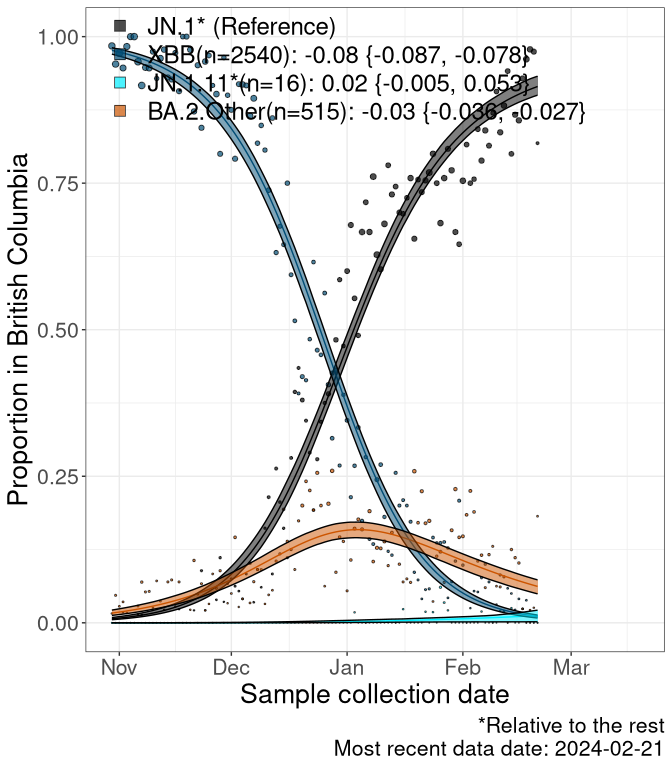 JN.1* (Reference)
XBB(n=2540): -0.08 {-0.087, -0.078}
JN.1.11*(n=16): 0.02 {-0.005, 0.053}
BA.2.Other(n=515): -0.03 {-0.036, -0.027}
1.00
0.75
0.50
0.25
0.00
Proportion in British Columbia
Nov Dec Jan Feb Mar
Sample collection date
*Relative to the rest
Most recent data date: 2024-02-21